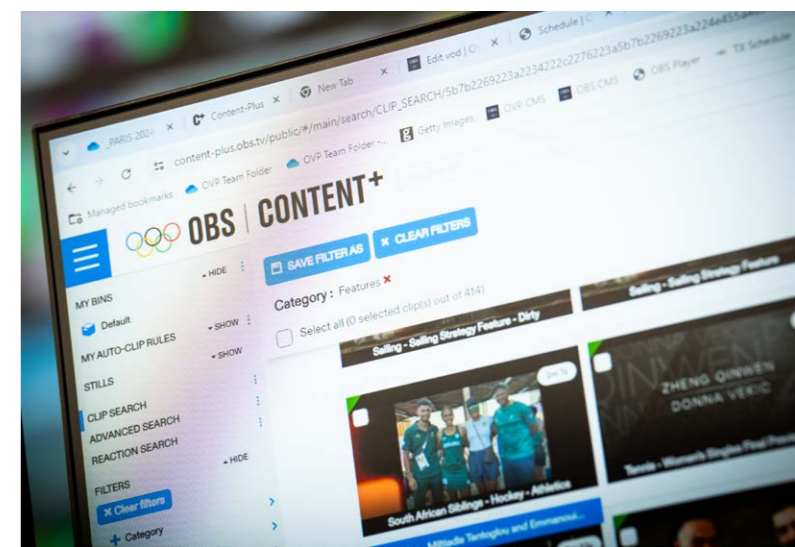 _PARIS 2024
Content-Plus
New Tab
Edit vod | O
Schedule | C
content-plus.obs.tv/public/#/main/search/CLIP_SEARCH/
Managed bookmarks
OVP Team Folder
OVP Team Folder -...
Getty Images
OVP CMS
OBS CMS
OBS Player
TX Schedule
OBS | CONTENT+
MY BINS
HIDE
Default
MY AUTO-CLIP RULES
SHOW
STILLS
SHOW
CLIP SEARCH
ADVANCED SEARCH
REACTION SEARCH
FILTERS
HIDE
× Clear filters
+ Category
SAVE FILTER AS
× CLEAR FILTERS
Category : Features ×
Select all (0 selected clip(s) out of 414)
Sailing - Sailing Strategy Feature - Dirty
Sailing - Sailing Strategy Feature
South African Siblings - Hockey - Athletics
ZHENG QINWEN
DONNA VEKIC
Tennis - Women's Singles Final Preview
Miltiadis Tentoglou and Emmanoui...